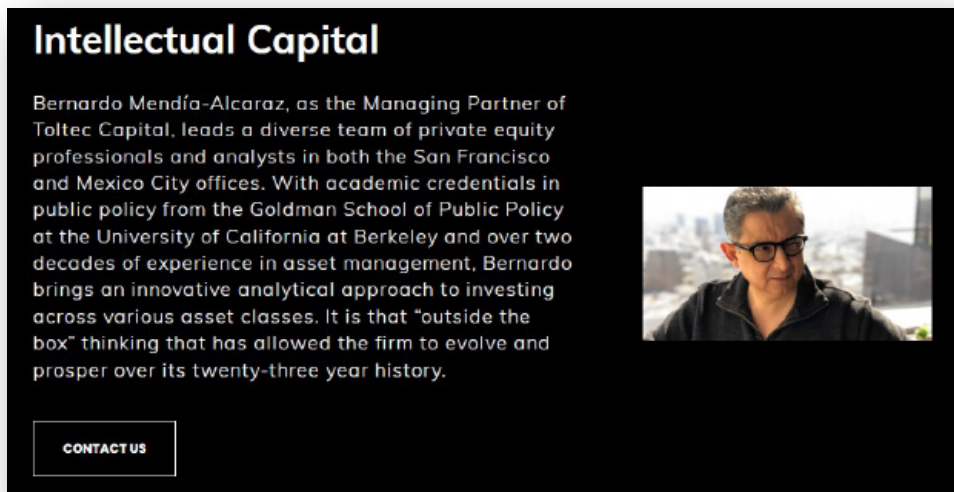 Intellectual Capital
Bernardo Mendía-Alcaraz, as the Managing Partner of
Toltec Capital, leads a diverse team of private equity
professionals and analysts in both the San Francisco
and Mexico City offices. With academic credentials in
public policy from the Goldman School of Public Policy
at the University of California at Berkeley and over two
decades of experience in asset management, Bernardo
brings an innovative analytical approach to investing
across various asset classes. It is that “outside the
box” thinking that has allowed the firm to evolve and
prosper over its twenty-three year history.
CONTACT US